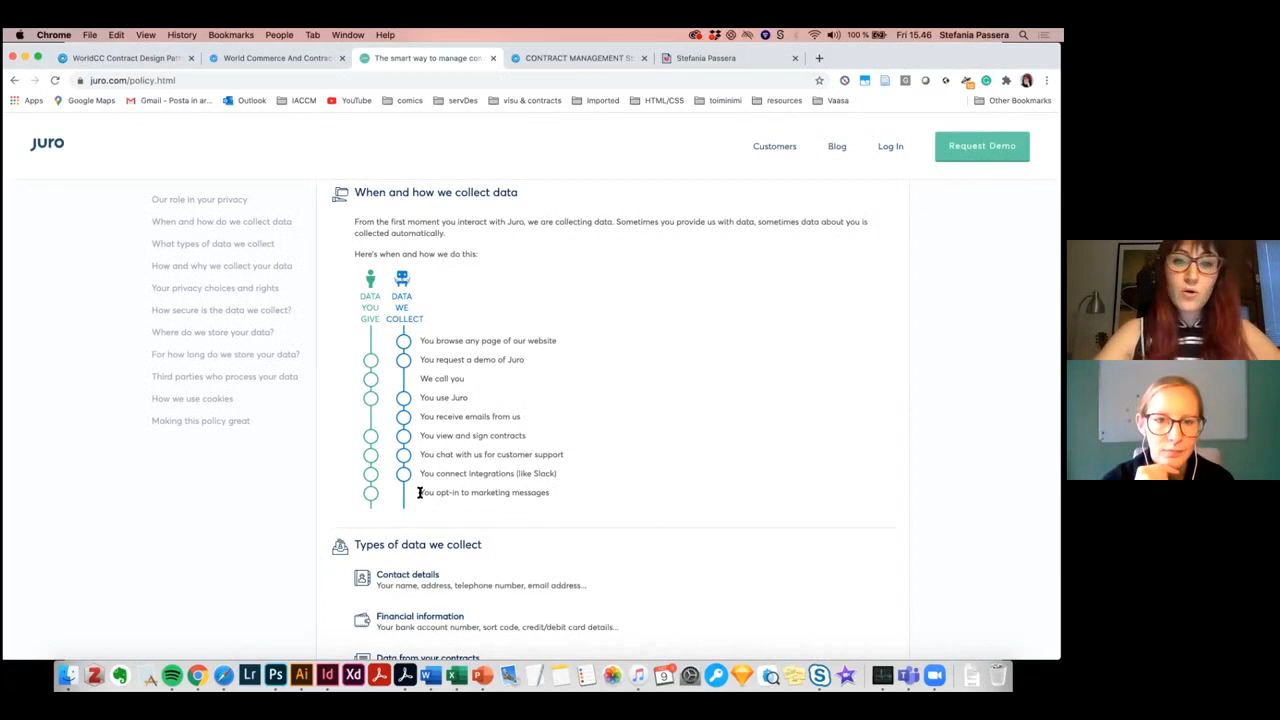 Chrome File Edit View History Bookmarks People Tab Window Help 100 % Fri 15.46 Stefania Passera
WorldCC Contract Design Pat World Commerce And Contrac The smart way to manage con CONTRACT MANAGEMENT S Stefania Passera
juro.com/policy.html
Apps Google Maps Gmail - Posta in ar... Outlook IACCM YouTube comics servDes visu & contracts Imported HTML/CSS toiminimi resources Vaasa Other Bookmarks
JURO Customers Blog Log In Request Demo
Our role in your privacy
When and how do we collect data
What types of data we collect
How and why we collect your data
Your privacy choices and rights
How secure is the data we collect?
Where do we store your data?
For how long do we store your data?
Third parties who process your data
How we use cookies
Making this policy great
When and how we collect data
From the first moment you interact with Juro, we are collecting data. Sometimes you provide us with data, sometimes data about you is
collected automatically.
Here's when and how we do this:
DATA YOU GIVE
DATA WE COLLECT
You browse any page of our website
You request a demo of Juro
We call you
You use Juro
You receive emails from us
You view and sign contracts
You chat with us for customer support
You connect integrations (like Slack)
You opt-in to marketing messages
Types of data we collect
Contact details
Your name, address, telephone number, email address...
Financial information
Your bank account number, sort code, credit/debit card details...
Data from your contracts
Lr Ps Ai Id Xd